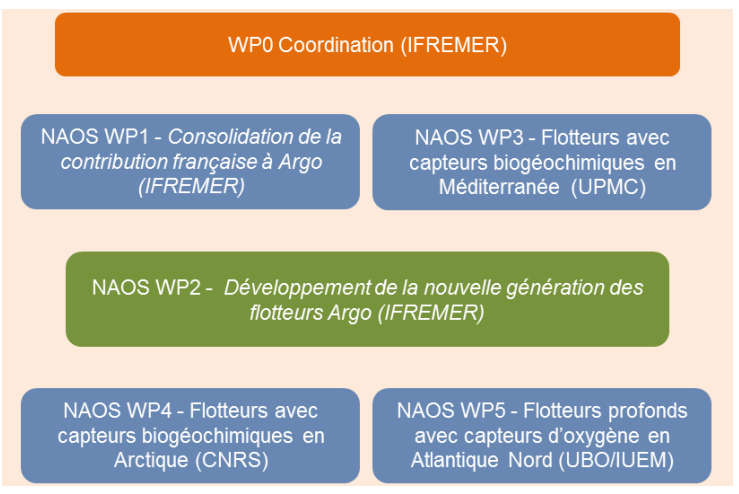 WP0 Coordination (IFREMER)
NAOS WP1 - Consolidation de la
contribution française à Argo
(IFREMER)
NAOS WP3 - Flotteurs avec
capteurs biogéochimiques en
Méditerranée (UPMC)
NAOS WP2 - Développement de la nouvelle génération des
flotteurs Argo (IFREMER)
NAOS WP4 - Flotteurs avec
capteurs biogéochimiques en
Arctique (CNRS)
NAOS WP5 - Flotteurs profonds
avec capteurs d'oxygène en
Atlantique Nord (UBO/IUEM)